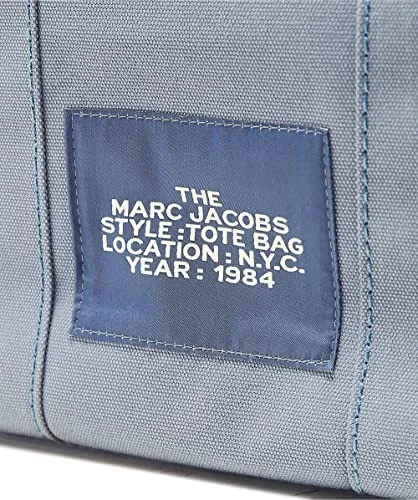 THE
MARC JACOBS
STYLE : TOTE BAG
LOCATION : N.Y.C.
YEAR : 1984